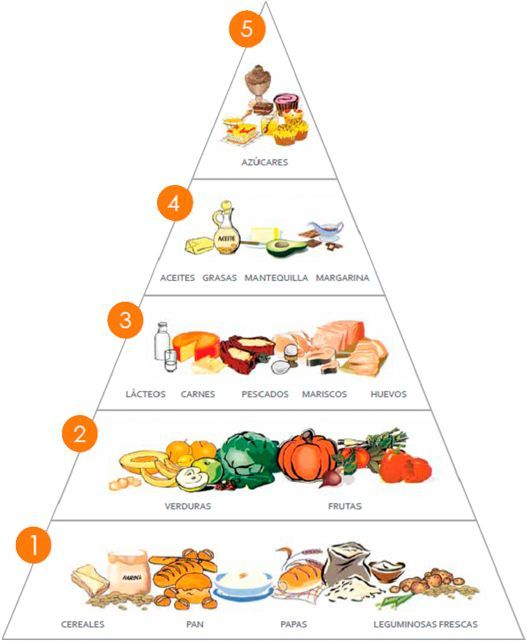 5
AZÚCARES
4
ACEITE
ACEITES GRASAS MANTEQUILLA MARGARINA
3
LÁCTEOS CARNES PESCADOS MARISCOS HUEVOS
2
VERDURAS FRUTAS
1
HARINA
CEREALES PAN PAPAS LEGUMINOSAS FRESCAS